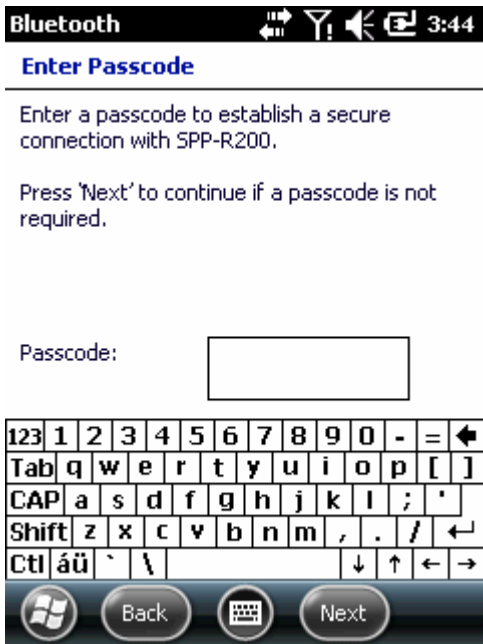 Bluetooth 3:44
Enter Passcode
Enter a passcode to establish a secure
connection with SPP-R200.
Press 'Next' to continue if a passcode is not
required.
Passcode:
123 1 2 3 4 5 6 7 8 9 0 - = 🡄
Tab q w e r t y u i o p [ ]
CAP a s d f g h j k l ; '
Shift z x c v b n m , . / ↵
Ctl áü ` \ ↓ ↑ ← →
Back Next